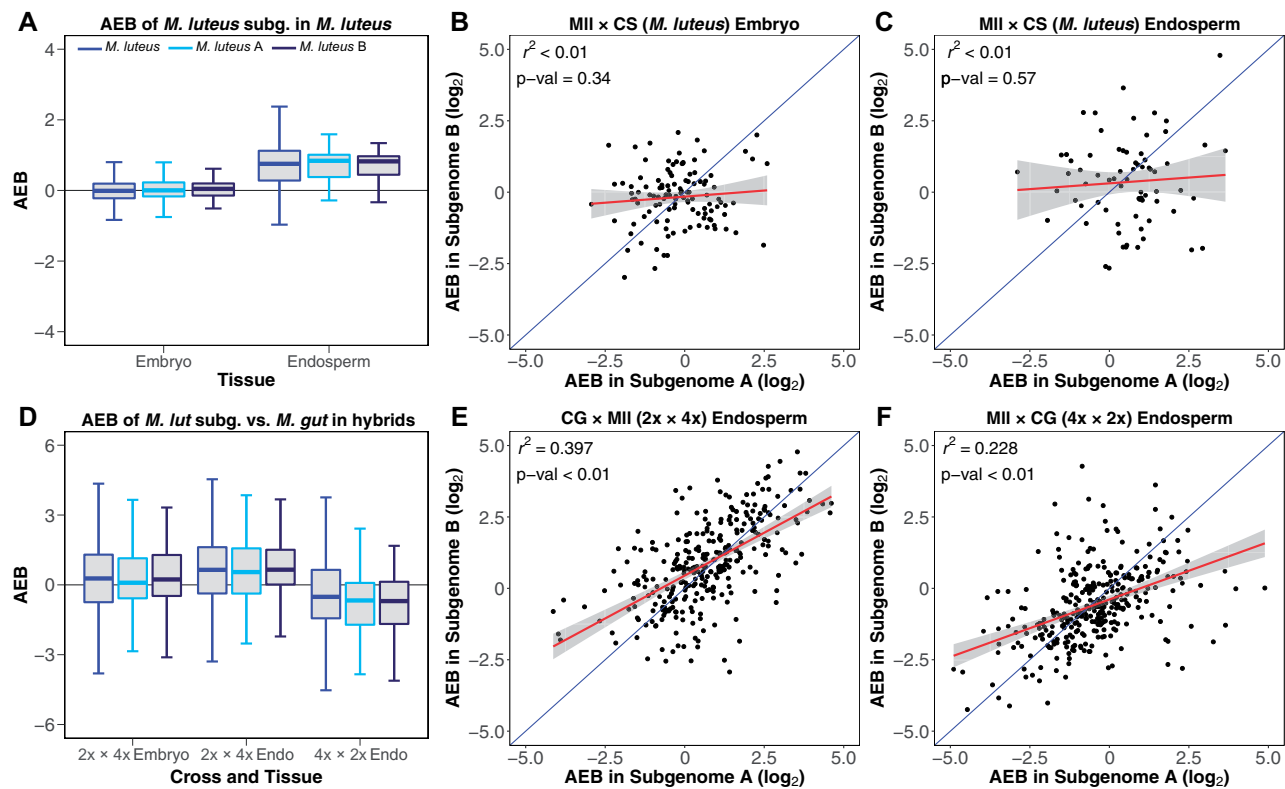 A
AEB of M. luteus subg. in M. luteus
M. luteus
M. luteus A
M. luteus B
4
2
0
−2
−4
AEB
Embryo
Endosperm
Tissue
B
MII × CS (M. luteus) Embryo
r² < 0.01
p−val = 0.34
5.0
2.5
0
−2.5
−5.0
AEB in Subgenome B (log₂)
−5.0 −2.5 0 2.5 5.0
AEB in Subgenome A (log₂)
C
MII × CS (M. luteus) Endosperm
r² < 0.01
p−val = 0.57
5.0
2.5
0
−2.5
−5.0
AEB in Subgenome B (log₂)
−5.0 −2.5 0 2.5 5.0
AEB in Subgenome A (log₂)
D
AEB of M. lut subg. vs. M. gut in hybrids
6
3
0
−3
−6
AEB
2x × 4x Embryo
2x × 4x Endo
4x × 2x Endo
Cross and Tissue
E
CG × MII (2x × 4x) Endosperm
r² = 0.397
p−val < 0.01
5.0
2.5
0
−2.5
−5.0
AEB in Subgenome B (log₂)
−5.0 −2.5 0 2.5 5.0
AEB in Subgenome A (log₂)
F
MII × CG (4x × 2x) Endosperm
r² = 0.228
p−val < 0.01
5.0
2.5
0
−2.5
−5.0
AEB in Subgenome B (log₂)
−5.0 −2.5 0 2.5 5.0
AEB in Subgenome A (log₂)